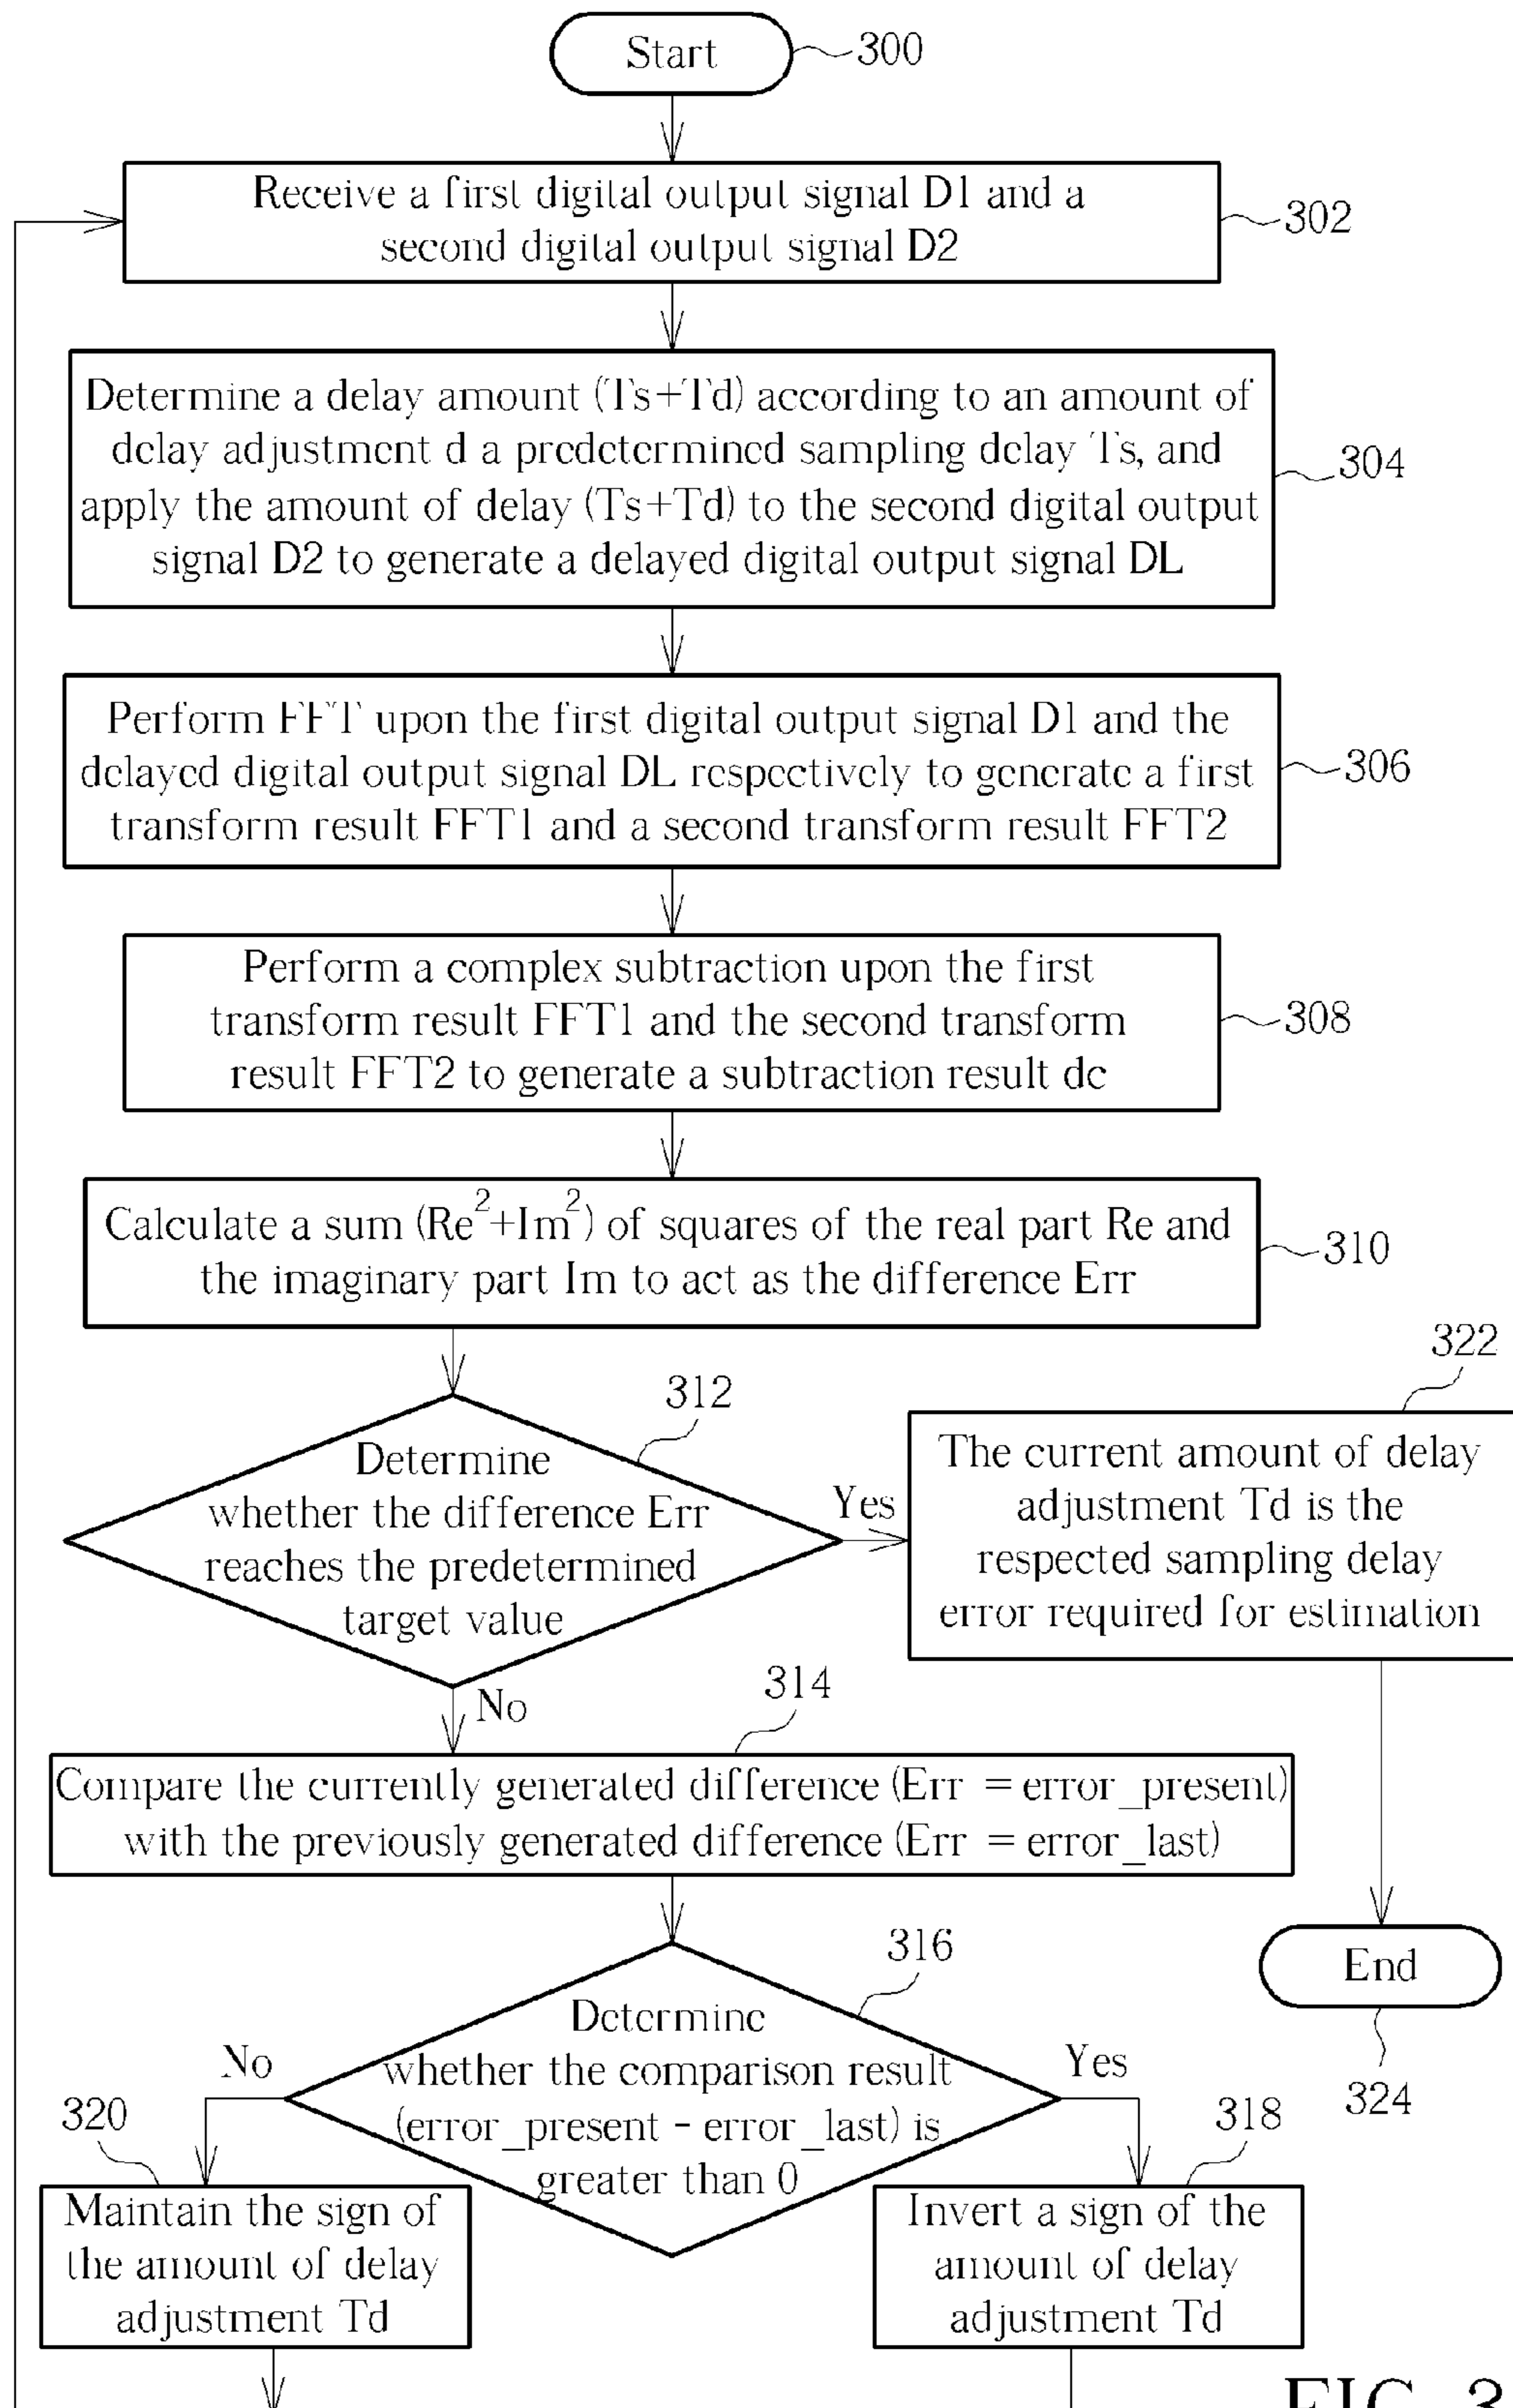 Start
300
Receive a first digital output signal D1 and a
second digital output signal D2
302
Determine a delay amount (Ts+Td) according to an amount of
delay adjustment d a predetermined sampling delay Ts, and
apply the amount of delay (Ts+Td) to the second digital output
signal D2 to generate a delayed digital output signal DL
304
Perform FFT upon the first digital output signal D1 and the
delayed digital output signal DL respectively to generate a first
transform result FFT1 and a second transform result FFT2
306
Perform a complex subtraction upon the first
transform result FFT1 and the second transform
result FFT2 to generate a subtraction result dc
308
Calculate a sum (Re²+Im²) of squares of the real part Re and
the imaginary part Im to act as the difference Err
310
312
Determine
whether the difference Err
reaches the predetermined
target value
Yes
322
The current amount of delay
adjustment Td is the
respected sampling delay
error required for estimation
No
314
Compare the currently generated difference (Err = error_present)
with the previously generated difference (Err = error_last)
316
Determine
whether the comparison result
(error_present - error_last) is
greater than 0
End
324
No
Yes
320
Maintain the sign of
the amount of delay
adjustment Td
318
Invert a sign of the
amount of delay
adjustment Td
FIG. 3